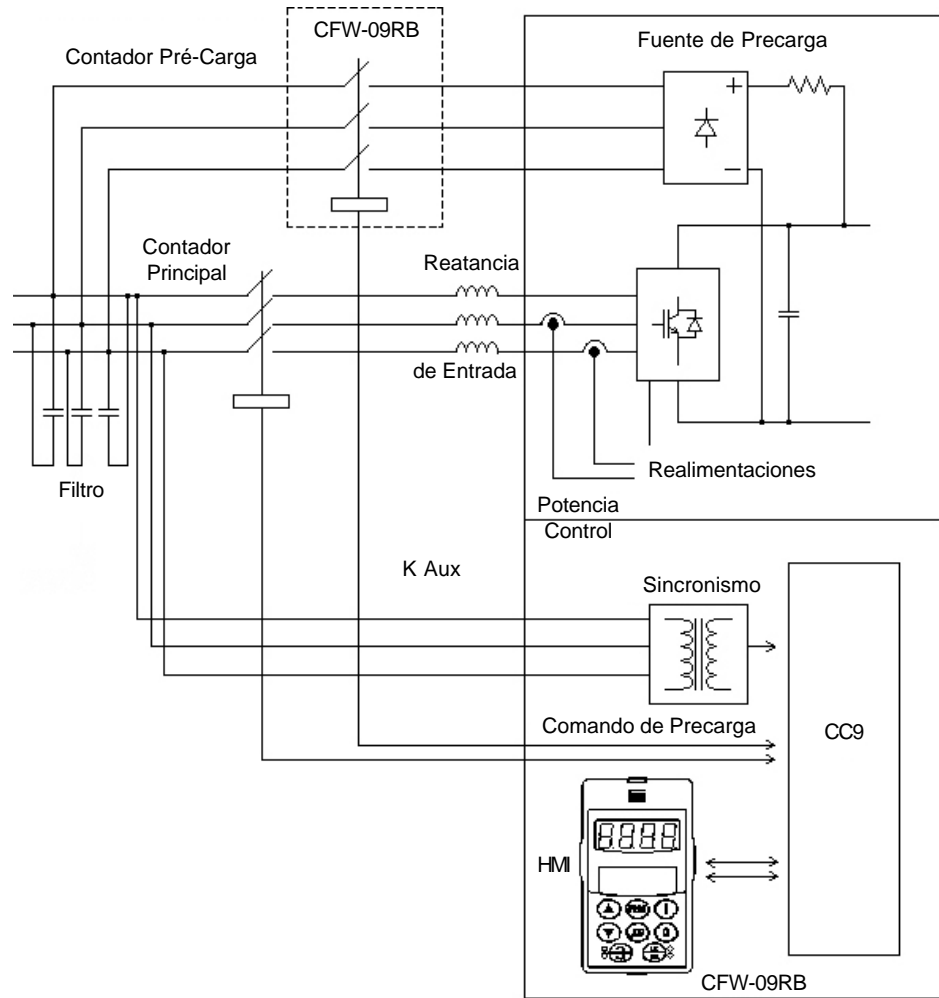 CFW-09RB
Contador Pré-Carga
Fuente de Precarga
+
−
Contador
Principal
Reatancia
de Entrada
Realimentaciones
Filtro
Potencia
Control
K Aux
Sincronismo
Comando de Precarga
CC9
HMI
CFW-09RB